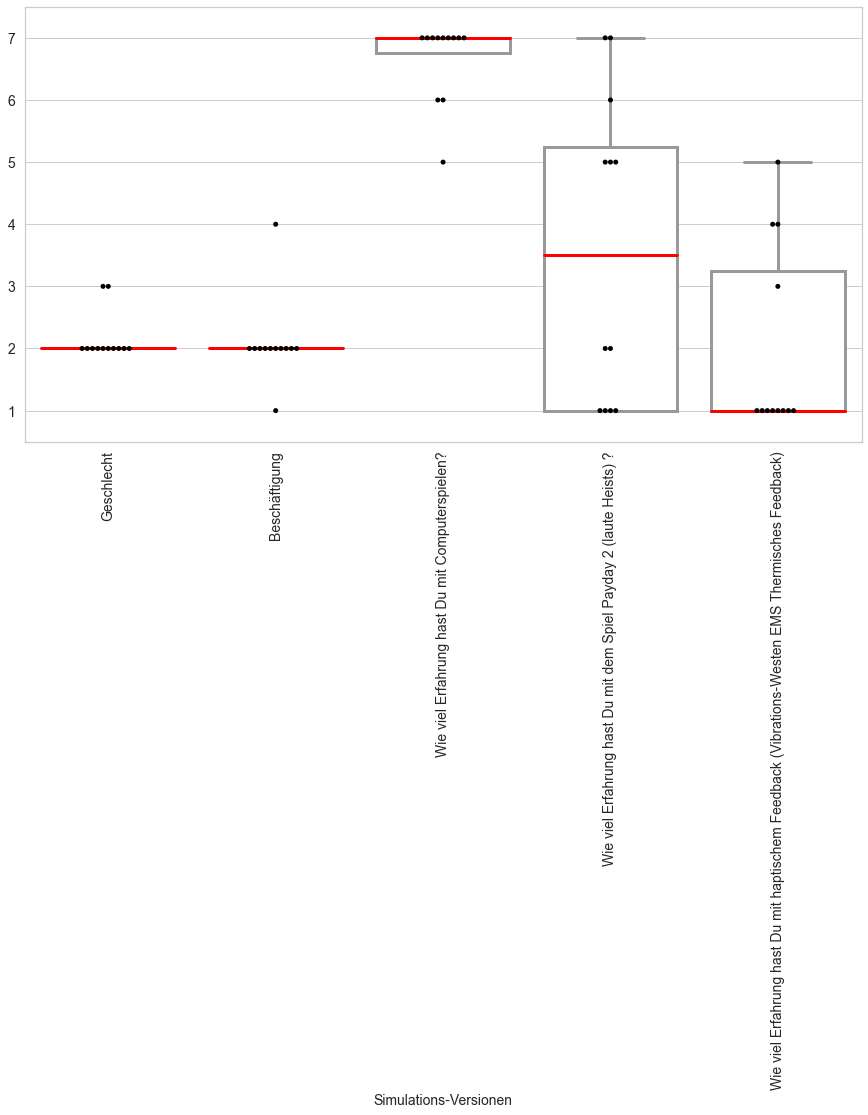 7
6
5
4
3
2
1
Geschlecht
Beschäftigung
Wie viel Erfahrung hast Du mit Computerspielen?
Wie viel Erfahrung hast Du mit dem Spiel Payday 2 (laute Heists) ?
Wie viel Erfahrung hast Du mit haptischem Feedback (Vibrations-Westen EMS Thermisches Feedback)
Simulations-Versionen